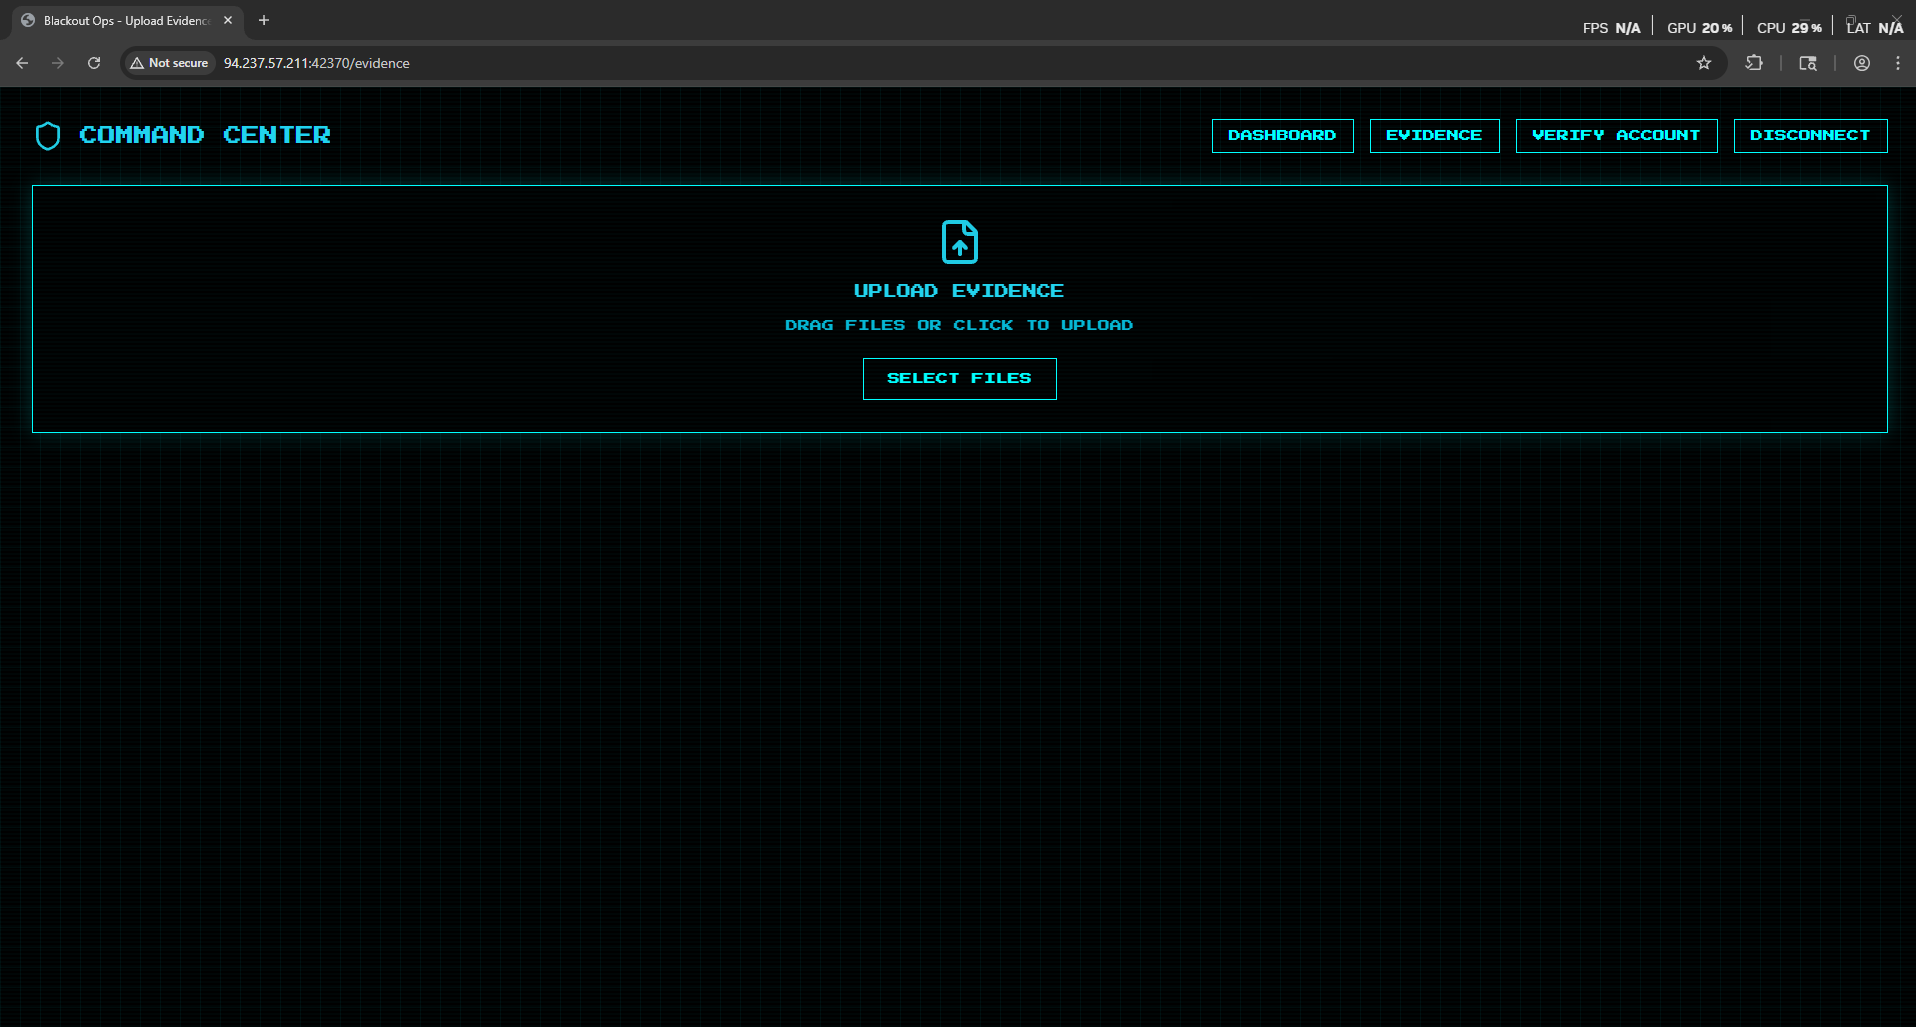 Blackout Ops - Upload Evidenc
FPS N/A GPU 20 % CPU 29 % LAT N/A
Not secure 94.237.57.211:42370/evidence
COMMAND CENTER
DASHBOARD EVIDENCE VERIFY ACCOUNT DISCONNECT
UPLOAD EVIDENCE
DRAG FILES OR CLICK TO UPLOAD
SELECT FILES